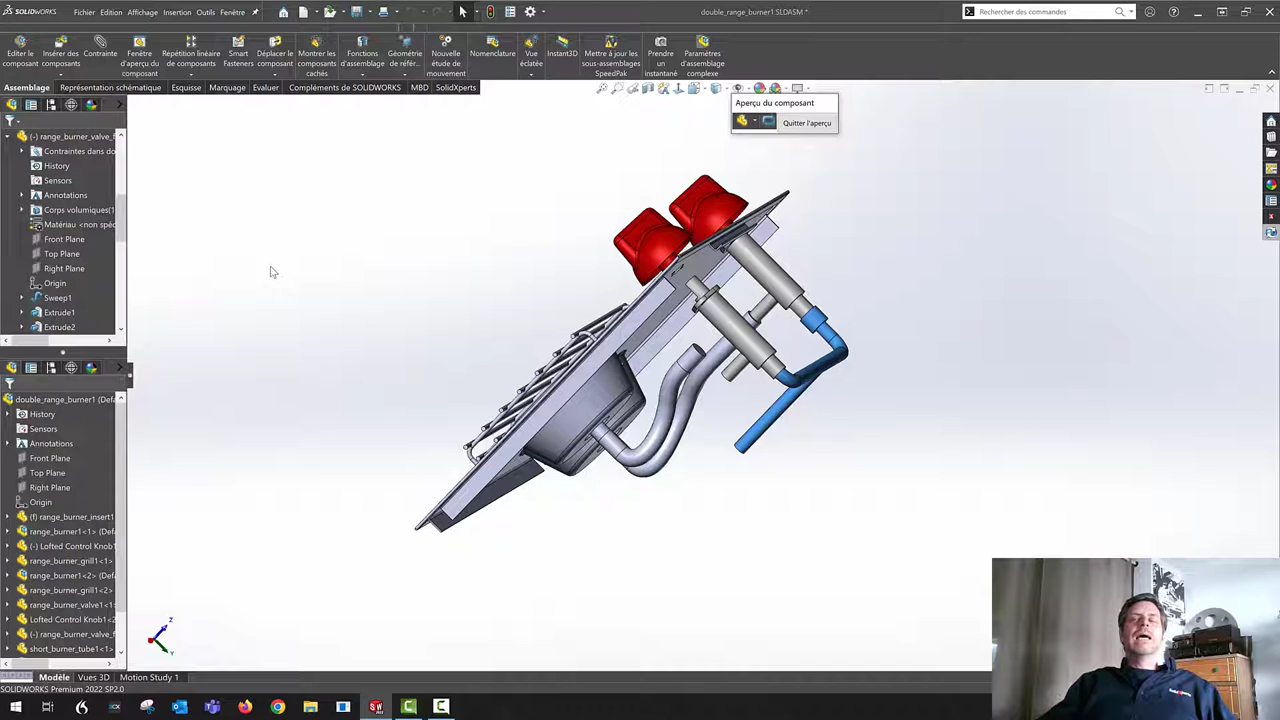 SOLIDWORKS Fichier Edition Affichage Insertion Outils Fenêtre double_range_burner1.SLDASM * Rechercher des commandes
Editer le composant
Insérer des composants
Contrainte
Fenêtre d'aperçu du composant
Répétition linéaire de composants
Smart Fasteners
Déplacer le composant
Montrer les composants cachés
Fonctions d'assemblage
Géométrie de référ...
Nouvelle étude de mouvement
Nomenclature
Vue éclatée
Instant3D
Mettre à jour les sous-assemblages SpeedPak
Prendre un instantané
Paramètres d'assemblage complexe
Assemblage Représentation schématique Esquisse Marquage Evaluer Compléments de SOLIDWORKS MBD SolidXperts
Aperçu du composant
Quitter l'aperçu
(-) range_burner_valve_
Contraintes dans do
History
Sensors
Annotations
Corps volumiques(1
Matériau <non spéc
Front Plane
Top Plane
Right Plane
Origin
Sweep1
Extrude1
Extrude2
double_range_burner1 (Def
History
Sensors
Annotations
Front Plane
Top Plane
Right Plane
Origin
(f) range_burner_insert1
range_burner1<1> (Def
(-) Lofted Control Knob1
range_burner_grill1<1>
range_burner1<2> (Def
range_burner_grill1<2>
range_burner_valve1<1>
Lofted Control Knob1<2
(-) range_burner_valve_f
short_burner_tube1<1>
Z
Y
Modèle Vues 3D Motion Study 1
SOLIDWORKS Premium 2022 SP2.0